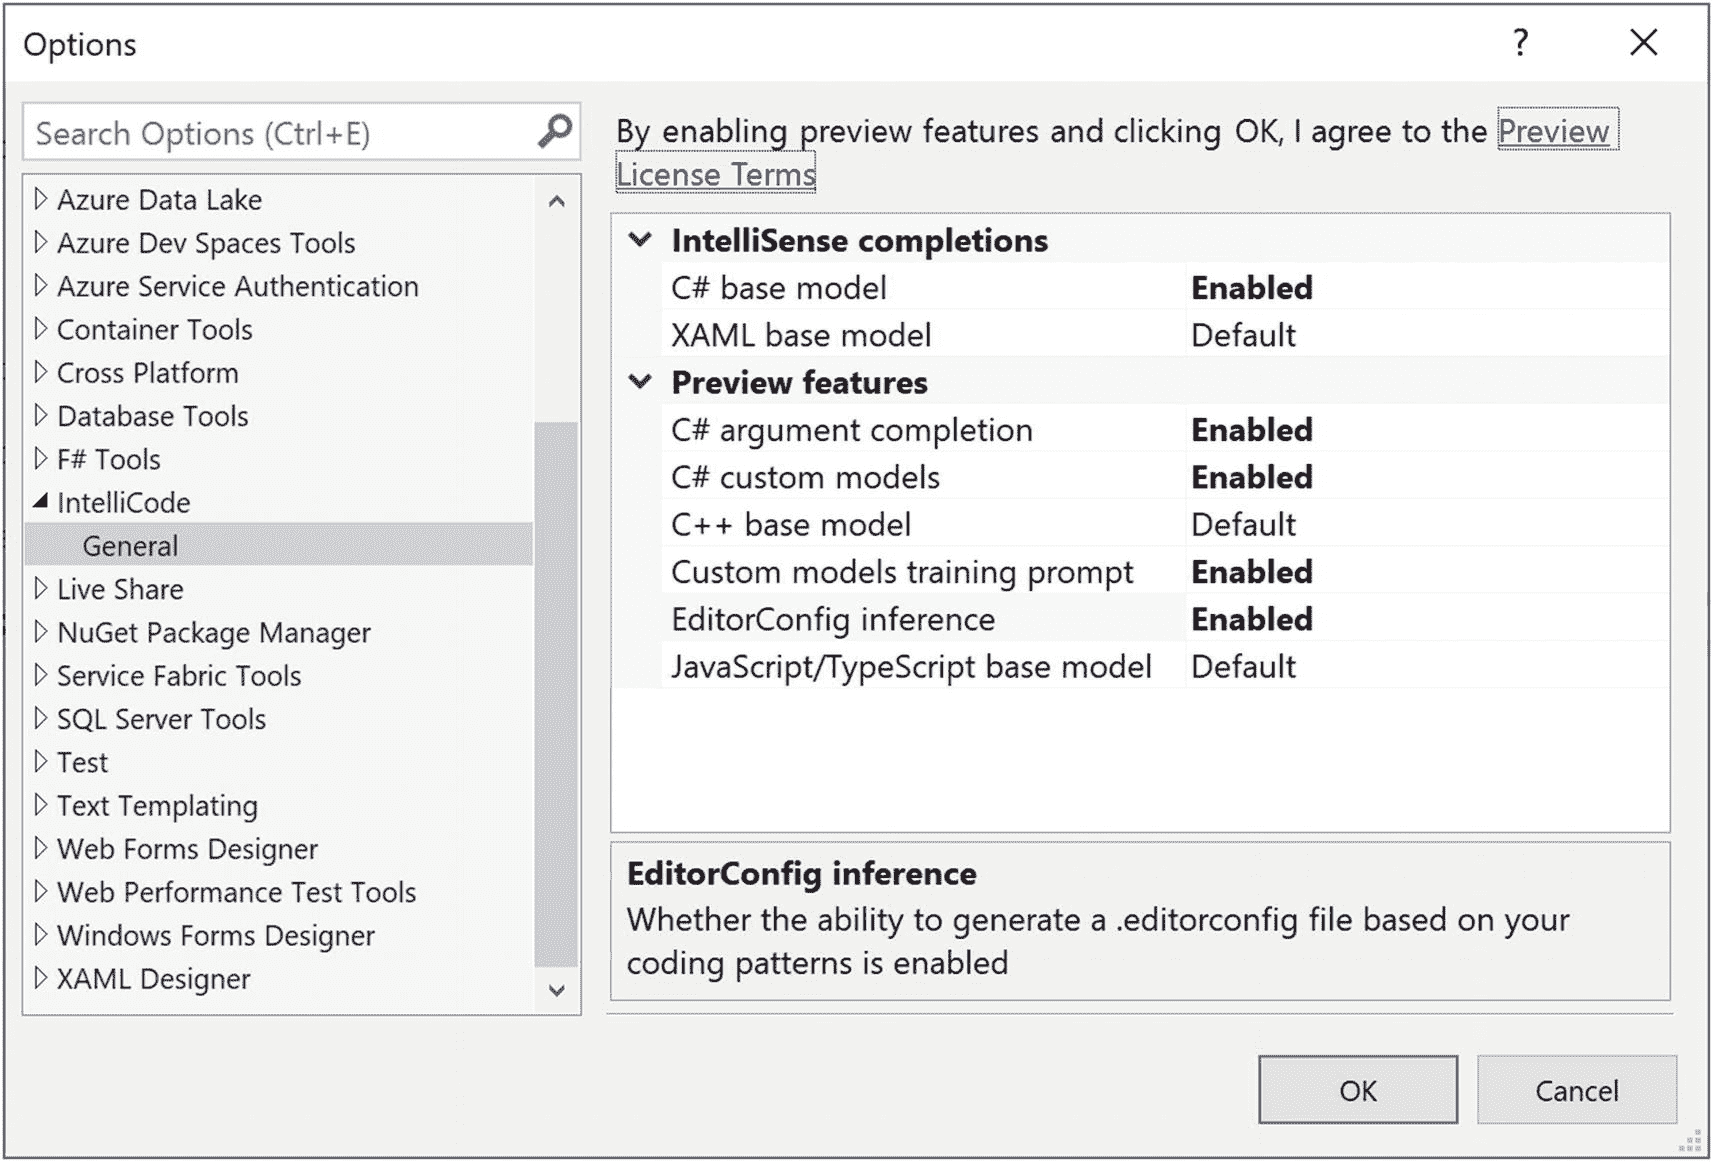 Options
?
Search Options (Ctrl+E)
Azure Data Lake
Azure Dev Spaces Tools
Azure Service Authentication
Container Tools
Cross Platform
Database Tools
F# Tools
IntelliCode
General
Live Share
NuGet Package Manager
Service Fabric Tools
SQL Server Tools
Test
Text Templating
Web Forms Designer
Web Performance Test Tools
Windows Forms Designer
XAML Designer
By enabling preview features and clicking OK, I agree to the Preview
License Terms
IntelliSense completions
C# base model Enabled
XAML base model Default
Preview features
C# argument completion Enabled
C# custom models Enabled
C++ base model Default
Custom models training prompt Enabled
EditorConfig inference Enabled
JavaScript/TypeScript base model Default
EditorConfig inference
Whether the ability to generate a .editorconfig file based on your
coding patterns is enabled
OK Cancel